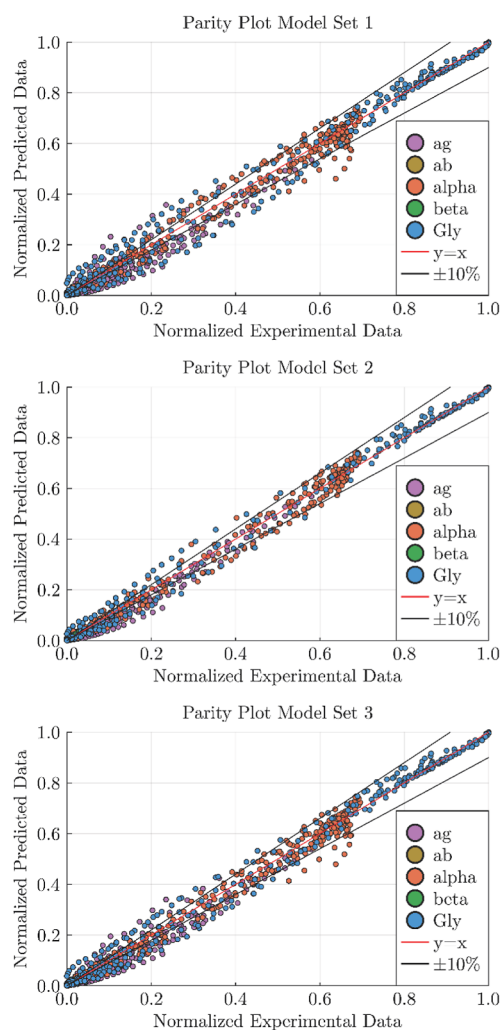 Parity Plot Model Set 1
Normalized Predicted Data
1.0
0.8
0.6
0.4
0.2
0.0
ag
ab
alpha
beta
Gly
y=x
±10%
0.0 0.2 0.4 0.6 0.8 1.0
Normalized Experimental Data
Parity Plot Model Set 2
Normalized Predicted Data
1.0
0.8
0.6
0.4
0.2
0.0
ag
ab
alpha
beta
Gly
y=x
±10%
0.0 0.2 0.4 0.6 0.8 1.0
Normalized Experimental Data
Parity Plot Model Set 3
Normalized Predicted Data
1.0
0.8
0.6
0.4
0.2
0.0
ag
ab
alpha
beta
Gly
y=x
±10%
0.0 0.2 0.4 0.6 0.8 1.0
Normalized Experimental Data